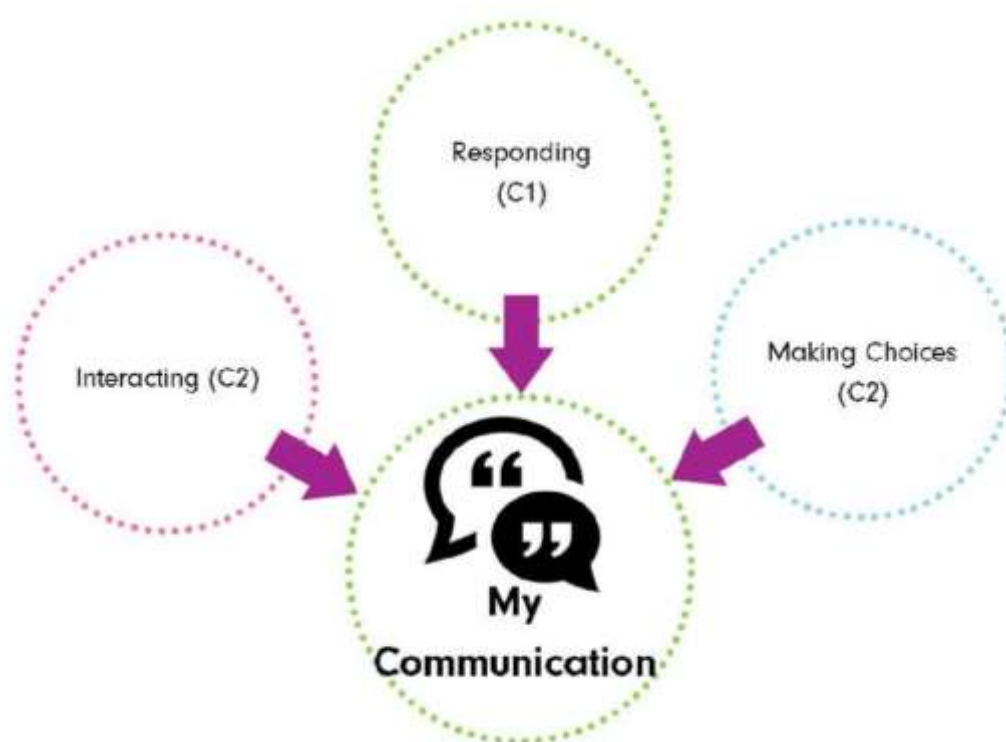 Responding
(C1)
Interacting (C2)
Making Choices
(C2)
My
Communication